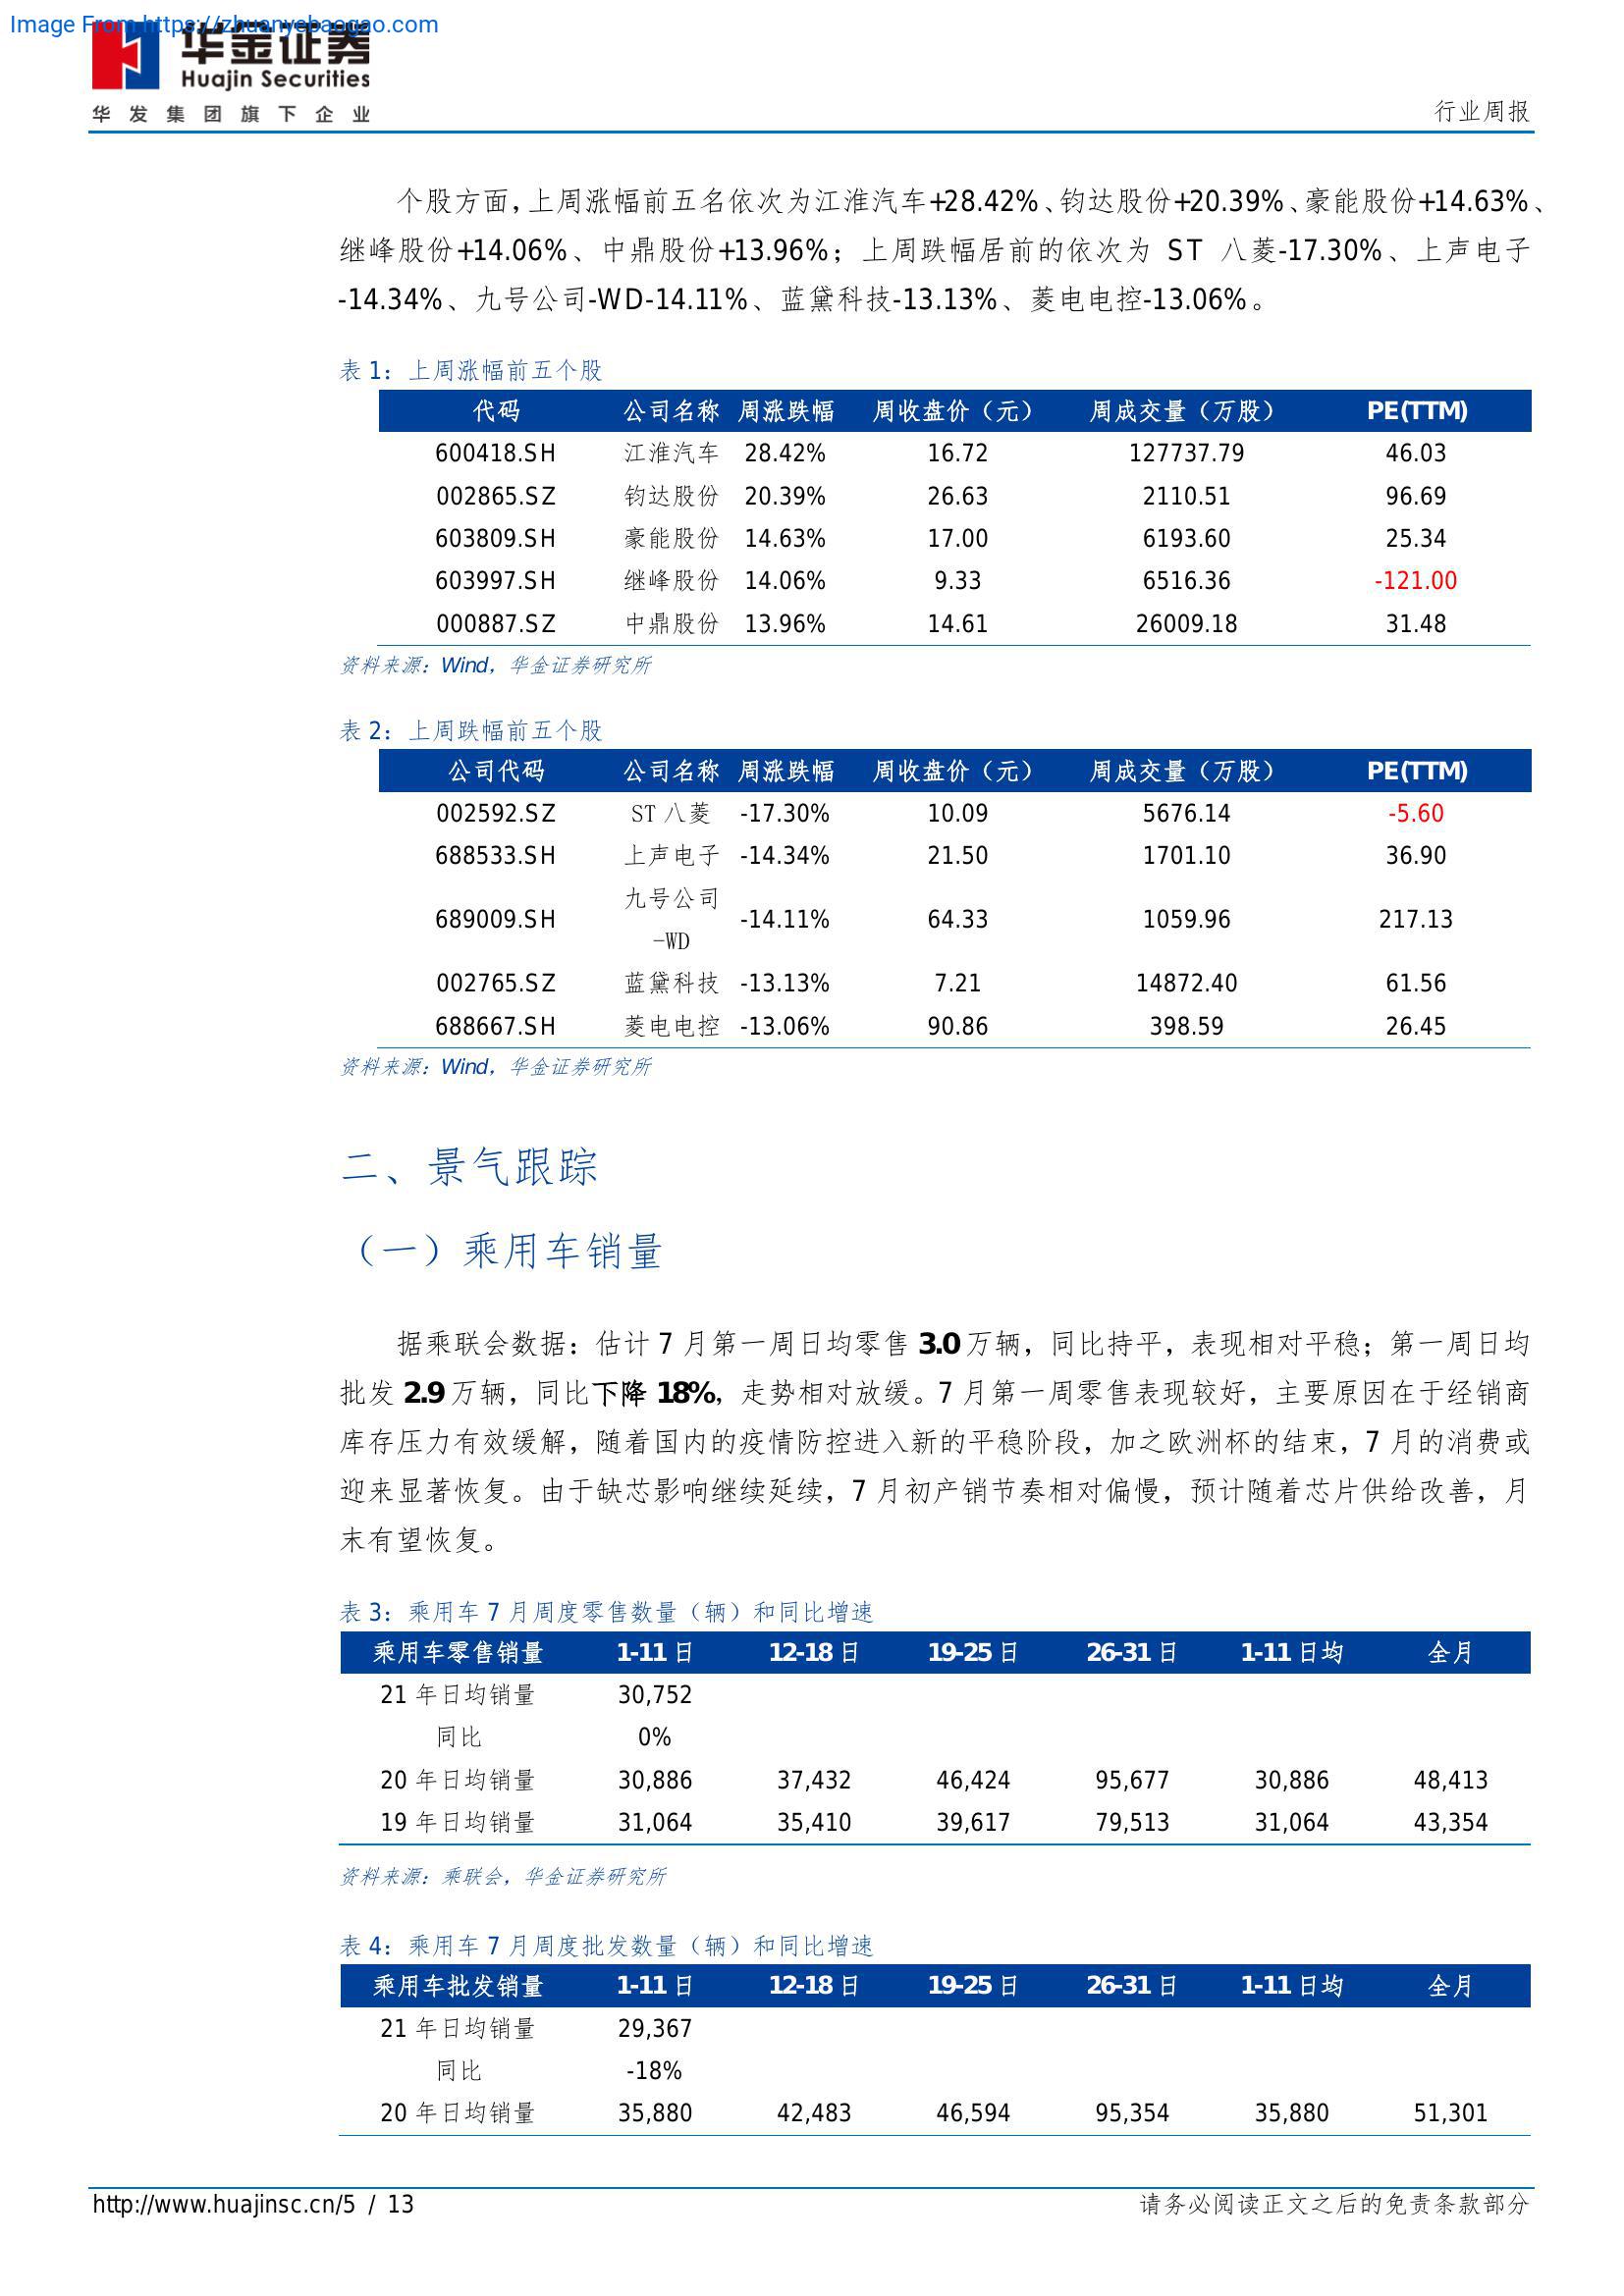 Image From https://zhuanyebaogao.com
华金证券
Huajin Securities
华发集团旗下企业
行业周报
个股方面，上周涨幅前五名依次为江淮汽车+28.42%、钧达股份+20.39%、豪能股份+14.63%、
继峰股份+14.06%、中鼎股份+13.96%；上周跌幅居前的依次为 ST 八菱-17.30%、上声电子
-14.34%、九号公司-WD-14.11%、蓝黛科技-13.13%、菱电电控-13.06%。
表 1：上周涨幅前五个股
代码 公司名称 周涨跌幅 周收盘价（元） 周成交量（万股） PE(TTM)
600418.SH 江淮汽车 28.42% 16.72 127737.79 46.03
002865.SZ 钧达股份 20.39% 26.63 2110.51 96.69
603809.SH 豪能股份 14.63% 17.00 6193.60 25.34
603997.SH 继峰股份 14.06% 9.33 6516.36 -121.00
000887.SZ 中鼎股份 13.96% 14.61 26009.18 31.48
资料来源：Wind，华金证券研究所
表 2：上周跌幅前五个股
公司代码 公司名称 周涨跌幅 周收盘价（元） 周成交量（万股） PE(TTM)
002592.SZ ST 八菱 -17.30% 10.09 5676.14 -5.60
688533.SH 上声电子 -14.34% 21.50 1701.10 36.90
689009.SH 九号公司
-WD -14.11% 64.33 1059.96 217.13
002765.SZ 蓝黛科技 -13.13% 7.21 14872.40 61.56
688667.SH 菱电电控 -13.06% 90.86 398.59 26.45
资料来源：Wind，华金证券研究所
二、景气跟踪
（一）乘用车销量
据乘联会数据：估计 7 月第一周日均零售 3.0 万辆，同比持平，表现相对平稳；第一周日均
批发 2.9 万辆，同比下降 18%，走势相对放缓。7 月第一周零售表现较好，主要原因在于经销商
库存压力有效缓解，随着国内的疫情防控进入新的平稳阶段，加之欧洲杯的结束，7 月的消费或
迎来显著恢复。由于缺芯影响继续延续，7 月初产销节奏相对偏慢，预计随着芯片供给改善，月
末有望恢复。
表 3：乘用车 7 月周度零售数量（辆）和同比增速
乘用车零售销量 1-11 日 12-18 日 19-25 日 26-31 日 1-11 日均 全月
21 年日均销量 30,752
同比 0%
20 年日均销量 30,886 37,432 46,424 95,677 30,886 48,413
19 年日均销量 31,064 35,410 39,617 79,513 31,064 43,354
资料来源：乘联会，华金证券研究所
表 4：乘用车 7 月周度批发数量（辆）和同比增速
乘用车批发销量 1-11 日 12-18 日 19-25 日 26-31 日 1-11 日均 全月
21 年日均销量 29,367
同比 -18%
20 年日均销量 35,880 42,483 46,594 95,354 35,880 51,301
http://www.huajinsc.cn/5 / 13
请务必阅读正文之后的免责条款部分